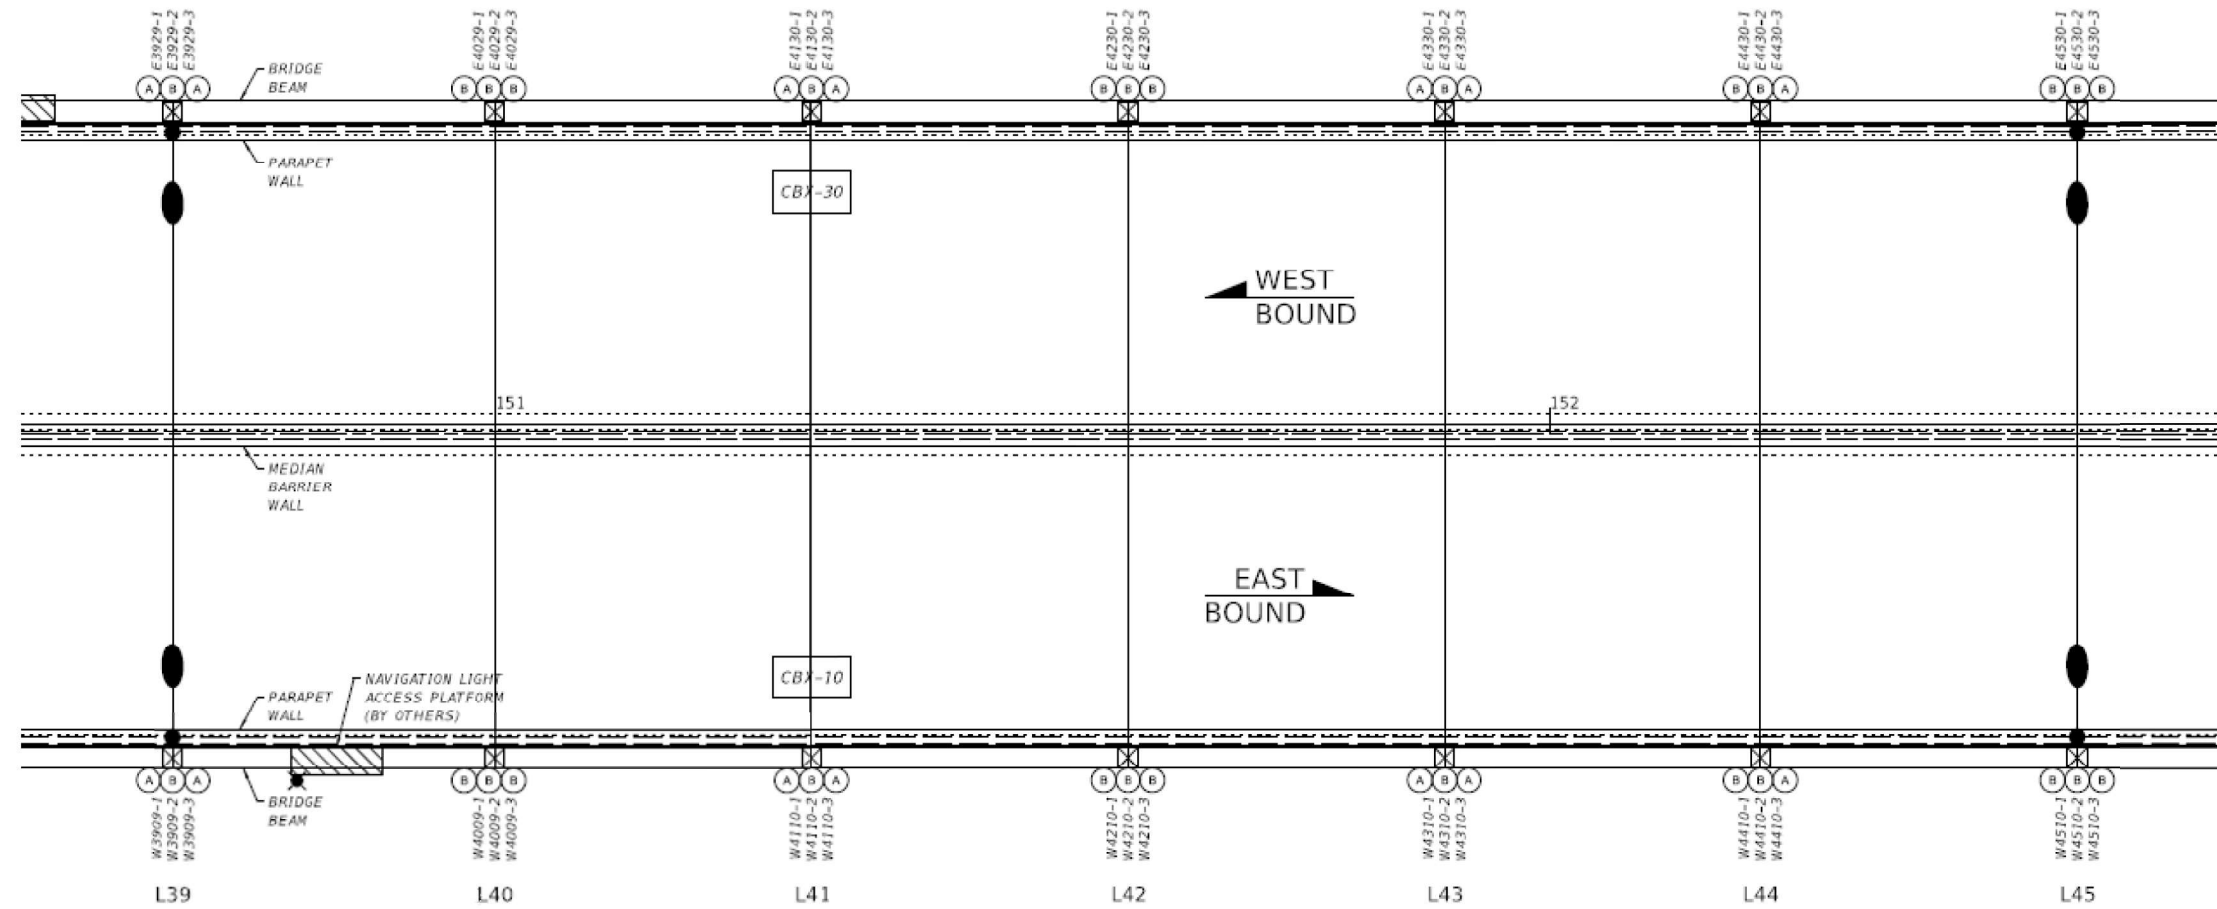 E3929-1
E3929-2
E3929-3
E4029-1
E4029-2
E4029-3
E4130-1
E4130-2
E4130-3
E4230-1
E4230-2
E4230-3
E4330-1
E4330-2
E4330-3
E4430-1
E4430-2
E4430-3
E4530-1
E4530-2
E4530-3
A B A
B B B
A B A
B B B
A B A
B B A
B B B
BRIDGE
BEAM
PARAPET
WALL
CBX-30
WEST
BOUND
151
152
MEDIAN
BARRIER
WALL
EAST
BOUND
CBX-10
NAVIGATION LIGHT
ACCESS PLATFORM
(BY OTHERS)
PARAPET
WALL
A B A
B B B
A B A
B B B
A B A
B B A
B B B
BRIDGE
BEAM
W3909-1
W3909-2
W3909-3
W4009-1
W4009-2
W4009-3
W4110-1
W4110-2
W4110-3
W4210-1
W4210-2
W4210-3
W4310-1
W4310-2
W4310-3
W4410-1
W4410-2
W4410-3
W4510-1
W4510-2
W4510-3
L39
L40
L41
L42
L43
L44
L45